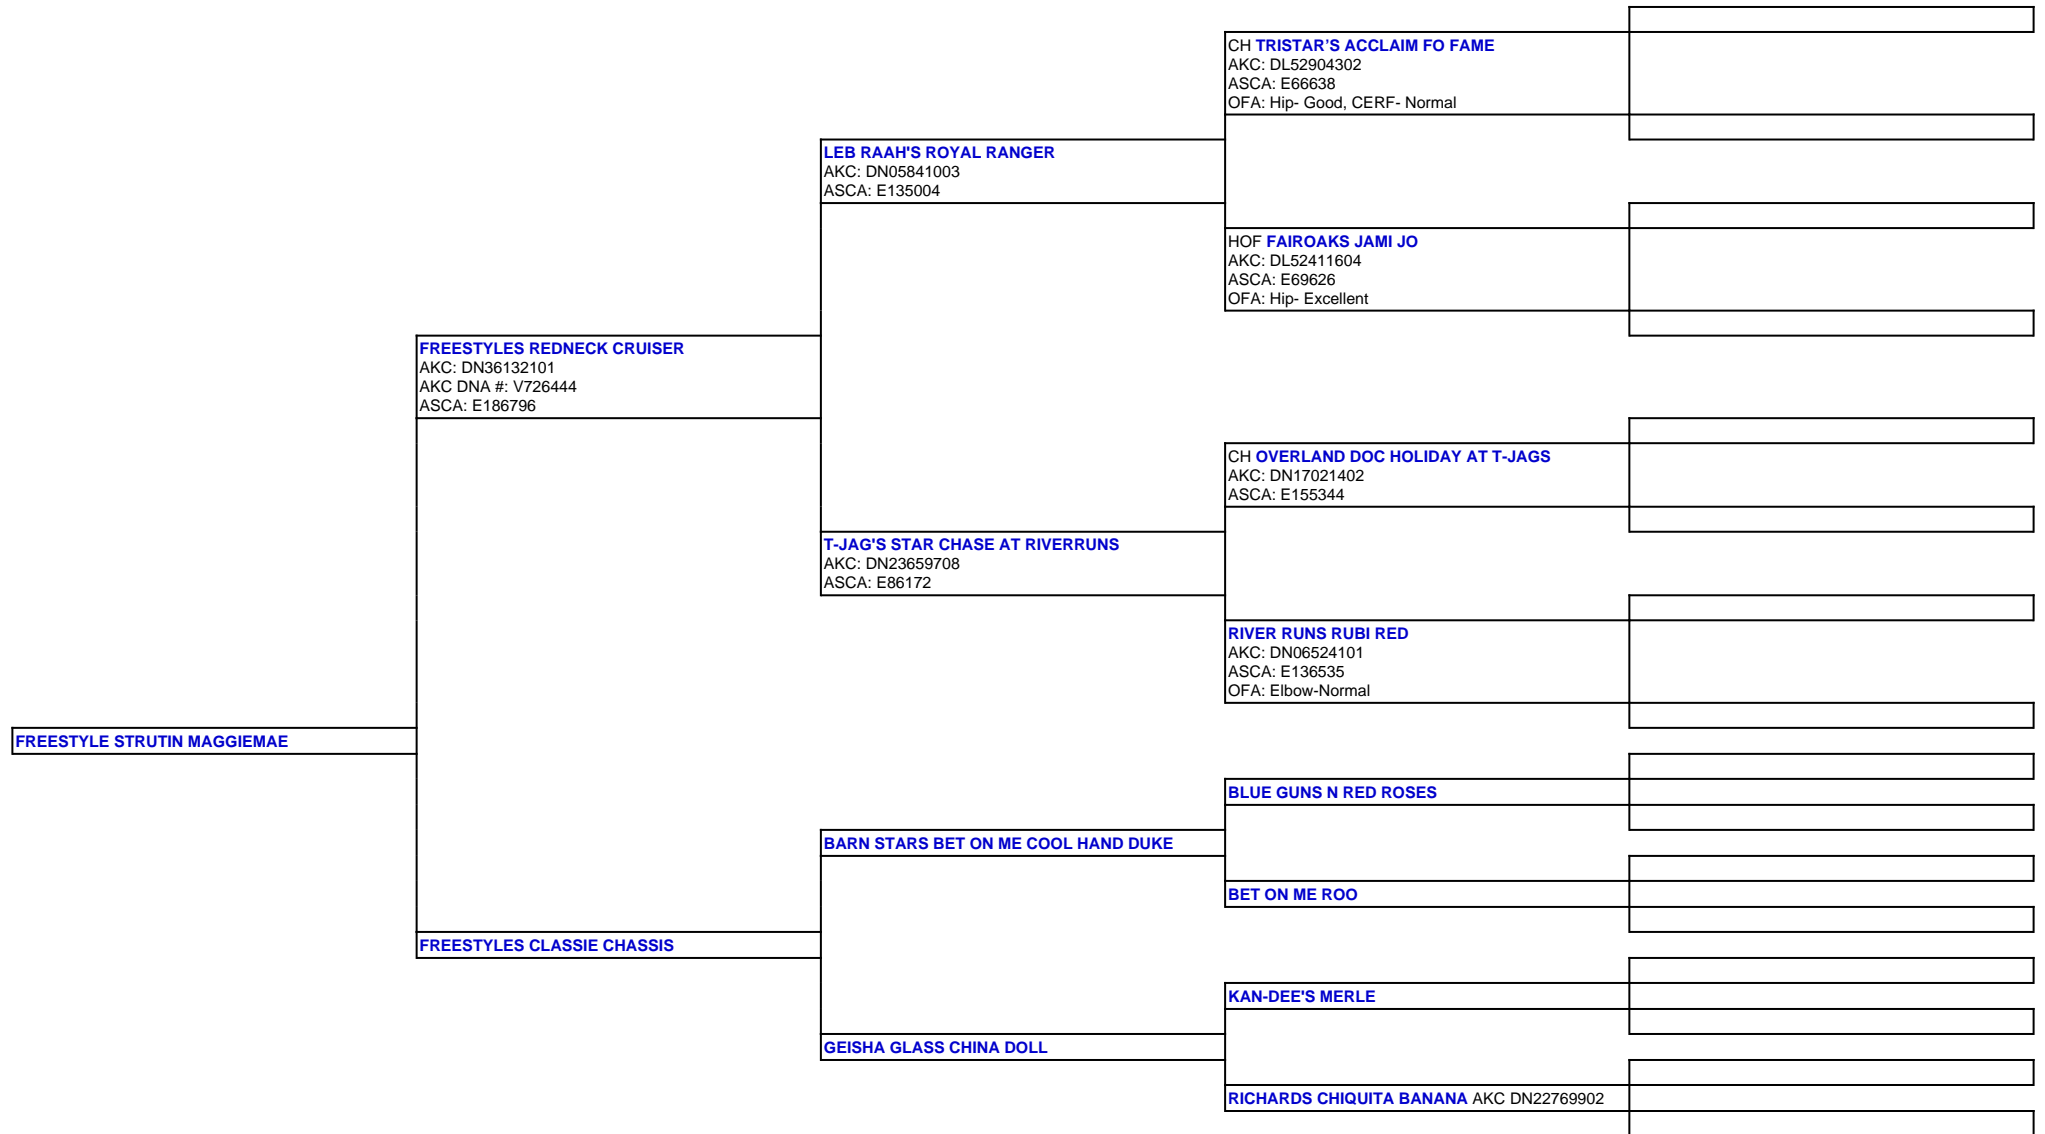 CH TRISTAR’S ACCLAIM FO FAME
AKC: DL52904302
ASCA: E66638
OFA: Hip- Good, CERF- Normal
LEB RAAH'S ROYAL RANGER
AKC: DN05841003
ASCA: E135004
HOF FAIROAKS JAMI JO
AKC: DL52411604
ASCA: E69626
OFA: Hip- Excellent
FREESTYLES REDNECK CRUISER
AKC: DN36132101
AKC DNA #: V726444
ASCA: E186796
CH OVERLAND DOC HOLIDAY AT T-JAGS
AKC: DN17021402
ASCA: E155344
T-JAG'S STAR CHASE AT RIVERRUNS
AKC: DN23659708
ASCA: E86172
RIVER RUNS RUBI RED
AKC: DN06524101
ASCA: E136535
OFA: Elbow-Normal
FREESTYLE STRUTIN MAGGIEMAE
BLUE GUNS N RED ROSES
BARN STARS BET ON ME COOL HAND DUKE
BET ON ME ROO
FREESTYLES CLASSIE CHASSIS
KAN-DEE'S MERLE
GEISHA GLASS CHINA DOLL
RICHARDS CHIQUITA BANANA AKC DN22769902